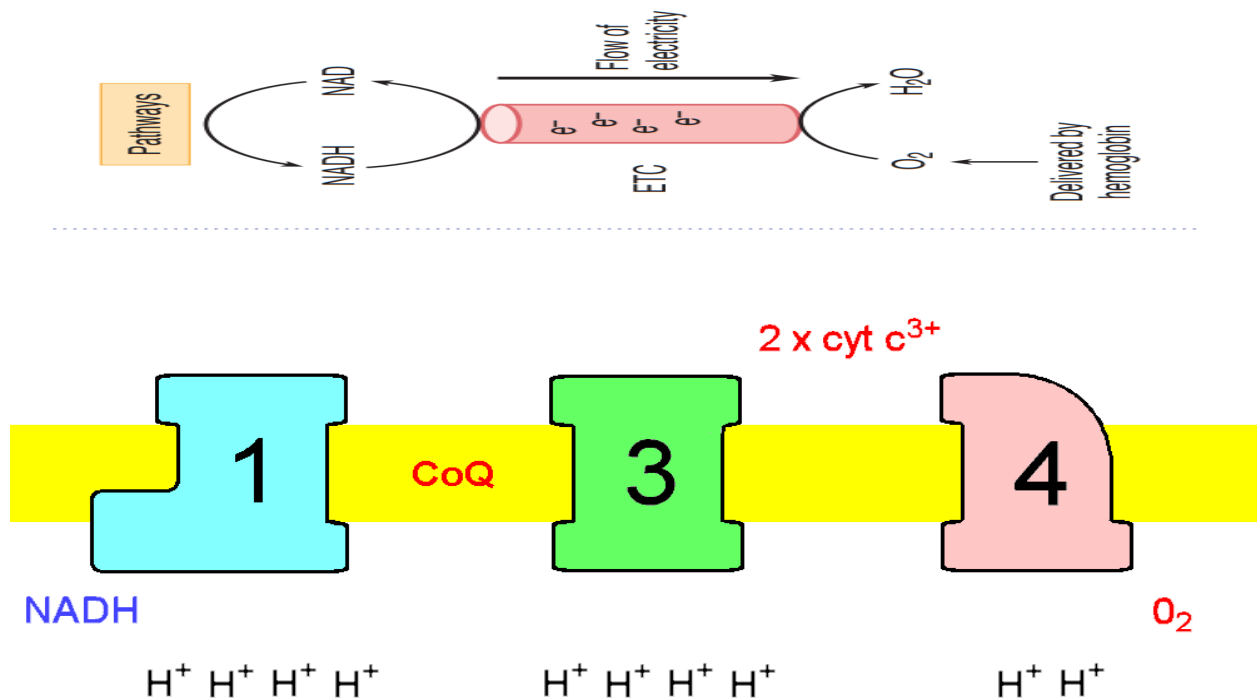 Pathways
NAD
NADH
Flow of
electricity
e⁻ e⁻ e⁻ e⁻
ETC
H₂O
O₂
Delivered by
hemoglobin
2 x cyt c³⁺
1
CoQ
3
4
NADH
0₂
H⁺ H⁺ H⁺ H⁺
H⁺ H⁺ H⁺ H⁺
H⁺ H⁺